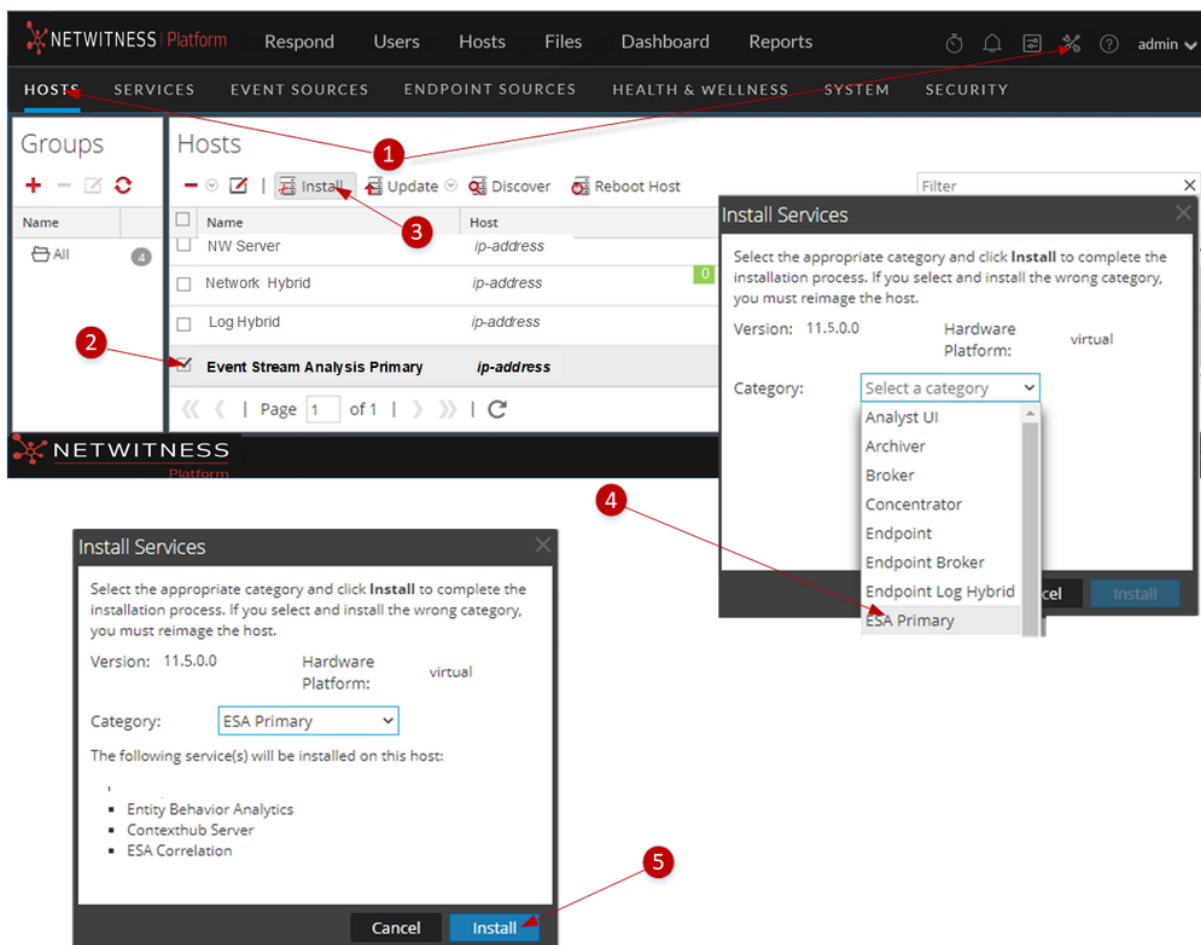 NETWITNESS Platform Respond Users Hosts Files Dashboard Reports admin
HOSTS SERVICES EVENT SOURCES ENDPOINT SOURCES HEALTH & WELLNESS SYSTEM SECURITY
Groups
Name
All 4
Hosts
1
Install Update Discover Reboot Host Filter
3
Name Host
NW Server ip-address
Network Hybrid ip-address 0
Log Hybrid ip-address
2
Event Stream Analysis Primary ip-address
Page 1 of 1
NETWITNESS
Platform
Install Services
Select the appropriate category and click Install to complete the
installation process. If you select and install the wrong category,
you must reimage the host.
Version: 11.5.0.0 Hardware
Platform: virtual
Category: Select a category
Analyst UI
Archiver
Broker
Concentrator
Endpoint
Endpoint Broker
Endpoint Log Hybrid
ESA Primary
cel Install
4
Install Services
Select the appropriate category and click Install to complete the
installation process. If you select and install the wrong category,
you must reimage the host.
Version: 11.5.0.0 Hardware
Platform: virtual
Category: ESA Primary
The following service(s) will be installed on this host:
Entity Behavior Analytics
Contexthub Server
ESA Correlation
5
Cancel Install